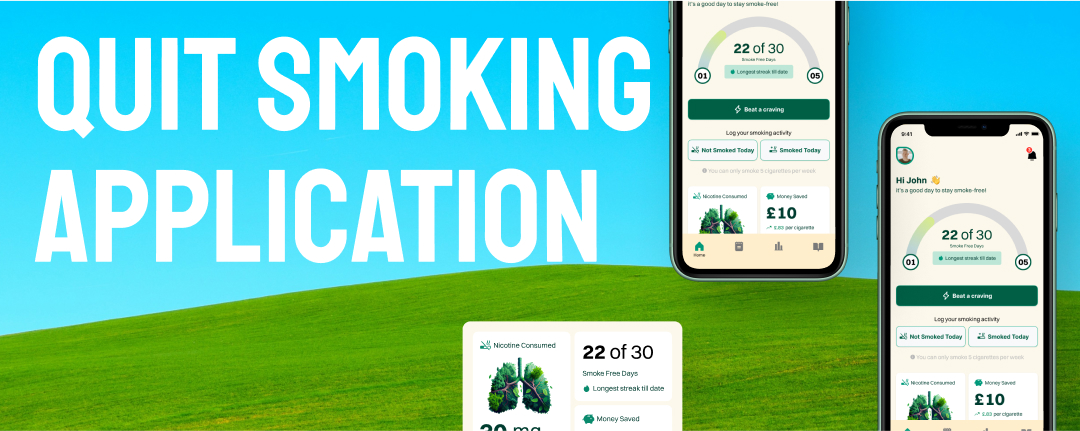 QUIT SMOKING
APPLICATION
It's a good day to stay smoke-free!
22 of 30
Smoke Free Days
Longest streak till date
01
05
Beat a craving
Log your smoking activity
Not Smoked Today
Smoked Today
You can only smoke 5 cigarettes per week
Nicotine Consumed
Money Saved
£10
per cigarette
Home
9:41
Hi John 👋
It's a good day to stay smoke-free!
22 of 30
Smoke Free Days
Longest streak till date
01
05
Beat a craving
Log your smoking activity
Not Smoked Today
Smoked Today
You can only smoke 5 cigarettes per week
Nicotine Consumed
Money Saved
£10
per cigarette
Nicotine Consumed
22 of 30
Smoke Free Days
Longest streak till date
Money Saved
20 mg